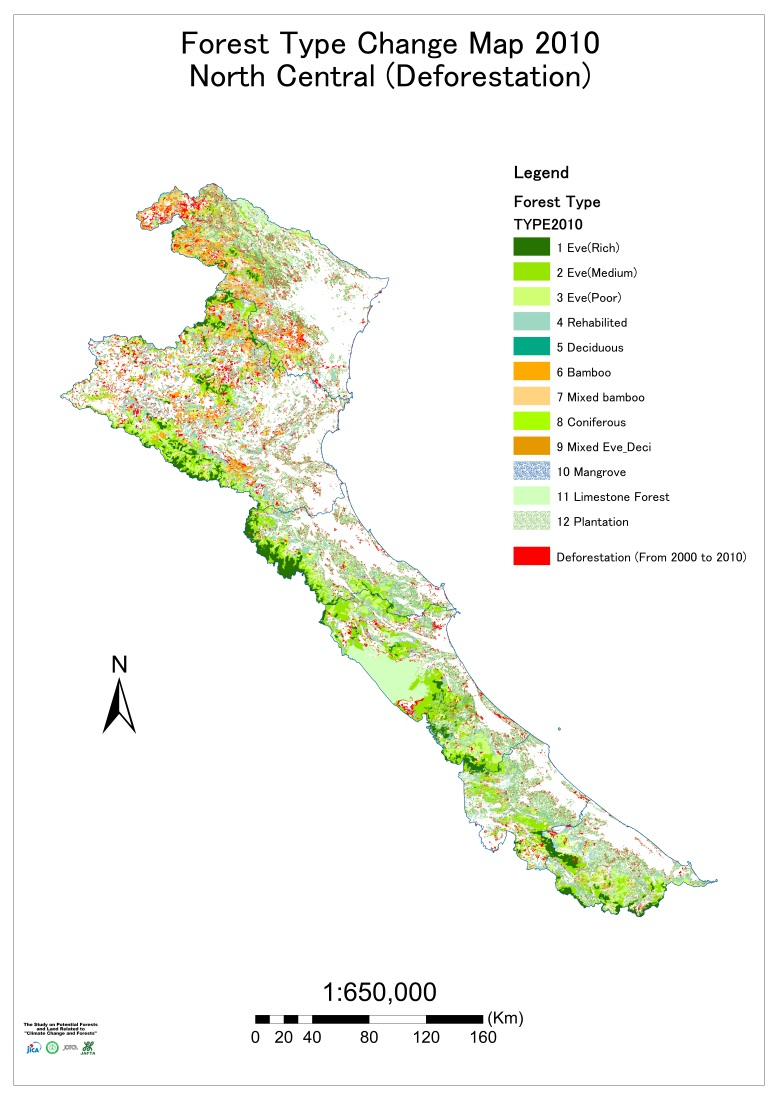 Forest Type Change Map 2010
North Central (Deforestation)
Legend
Forest Type
TYPE2010
1 Eve(Rich)
2 Eve(Medium)
3 Eve(Poor)
4 Rehabilited
5 Deciduous
6 Bamboo
7 Mixed bamboo
8 Coniferous
9 Mixed Eve_Deci
10 Mangrove
11 Limestone Forest
12 Plantation
Deforestation (From 2000 to 2010)
N
1:650,000
(Km)
0 20 40 80 120 160
The Study on Potential Forests
and Land Related to
"Climate Change and Forests"
JICA
JAFTA